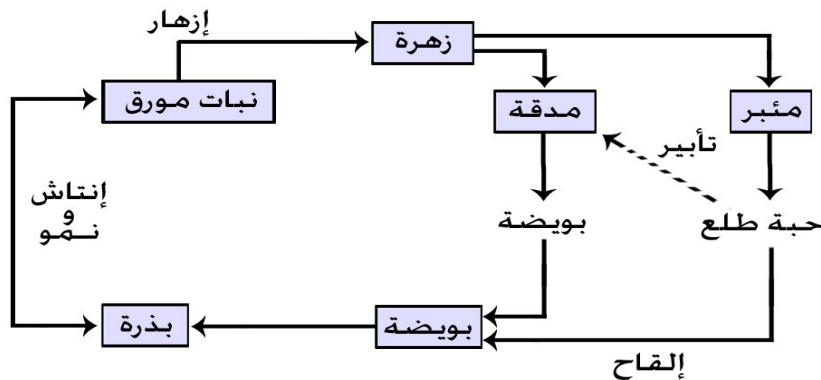 إزهار
زهرة
نبات مورق
مدقة
مئبر
تأبير
إنتاش
و
نمو
بويضة
حبة طلع
بذرة
بويضة
إلقاح